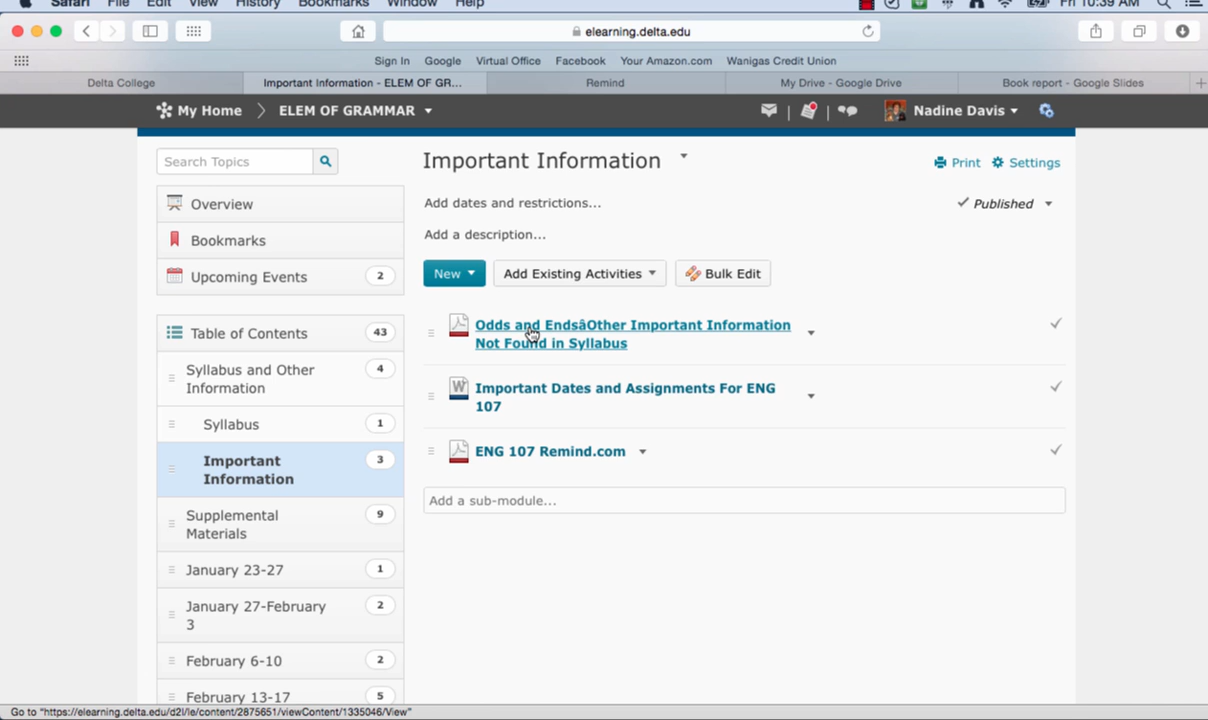 Safari File Edit View History Bookmarks Window Help Fri 10:39 AM
elearning.delta.edu
Sign In Google Virtual Office Facebook Your Amazon.com Wanigas Credit Union
Delta College Important Information - ELEM OF GR... Remind My Drive - Google Drive Book report - Google Slides
My Home ELEM OF GRAMMAR Nadine Davis
Search Topics
Important Information
Print Settings
Overview
Add dates and restrictions...
Published
Bookmarks
Add a description...
Upcoming Events 2
New Add Existing Activities Bulk Edit
Table of Contents 43
Odds and EndsâOther Important Information
Not Found in Syllabus
Syllabus and Other
Information 4
Important Dates and Assignments For ENG
107
Syllabus 1
ENG 107 Remind.com
Important
Information 3
Add a sub-module...
Supplemental
Materials 9
January 23-27 1
January 27-February
3 2
February 6-10 2
February 13-17 5
Go to "https://elearning.delta.edu/d2l/le/content/2875651/viewContent/1335046/View"